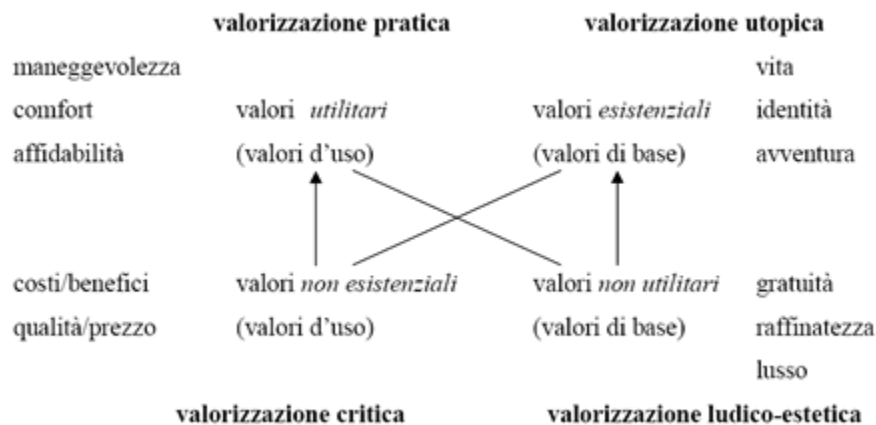 valorizzazione pratica valorizzazione utopica
maneggevolezza vita
comfort valori utilitari valori esistenziali identità
affidabilità (valori d'uso) (valori di base) avventura
costi/benefici valori non esistenziali valori non utilitari gratuità
qualità/prezzo (valori d'uso) (valori di base) raffinatezza
lusso
valorizzazione critica valorizzazione ludico-estetica